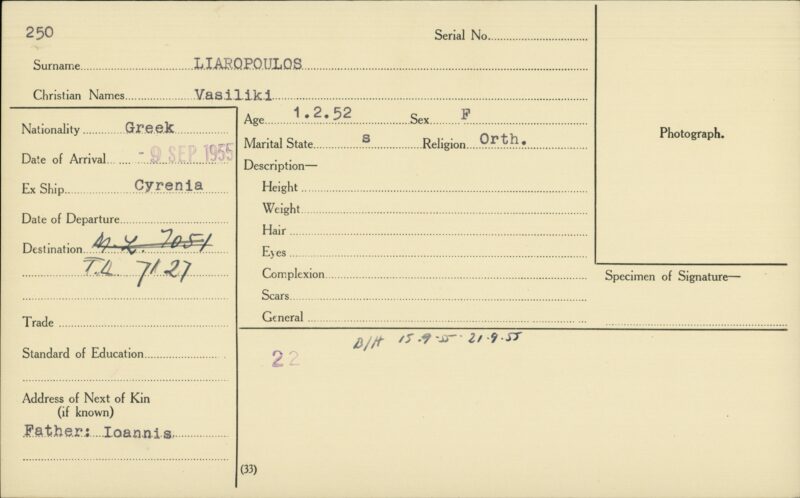 250
Serial No.
Surname LIAROPOULOS
Christian Names Vasiliki
Nationality Greek
Date of Arrival - 9 SEP 1955
Ex Ship Cyrenia
Date of Departure
Destination M.L. 7051
T.A. 7127
Trade
Standard of Education
Address of Next of Kin
(if known)
Father: Ioannis
Age 1.2.52 Sex F
Marital State s Religion Orth.
Description—
Height
Weight
Hair
Eyes
Complexion
Scars
General
Photograph.
Specimen of Signature—
D/H 15.9.55 - 21.9.55
22
(33)